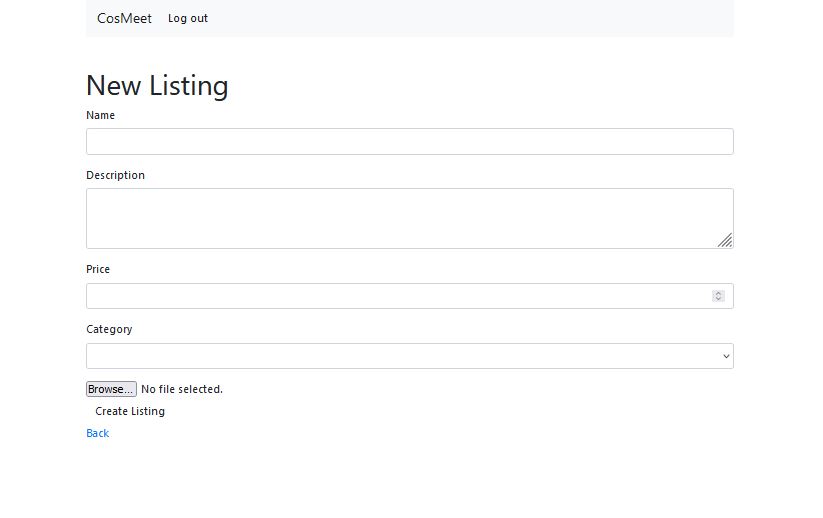 CosMeet Log out
New Listing
Name
Description
Price
Category
Browse... No file selected.
Create Listing
Back